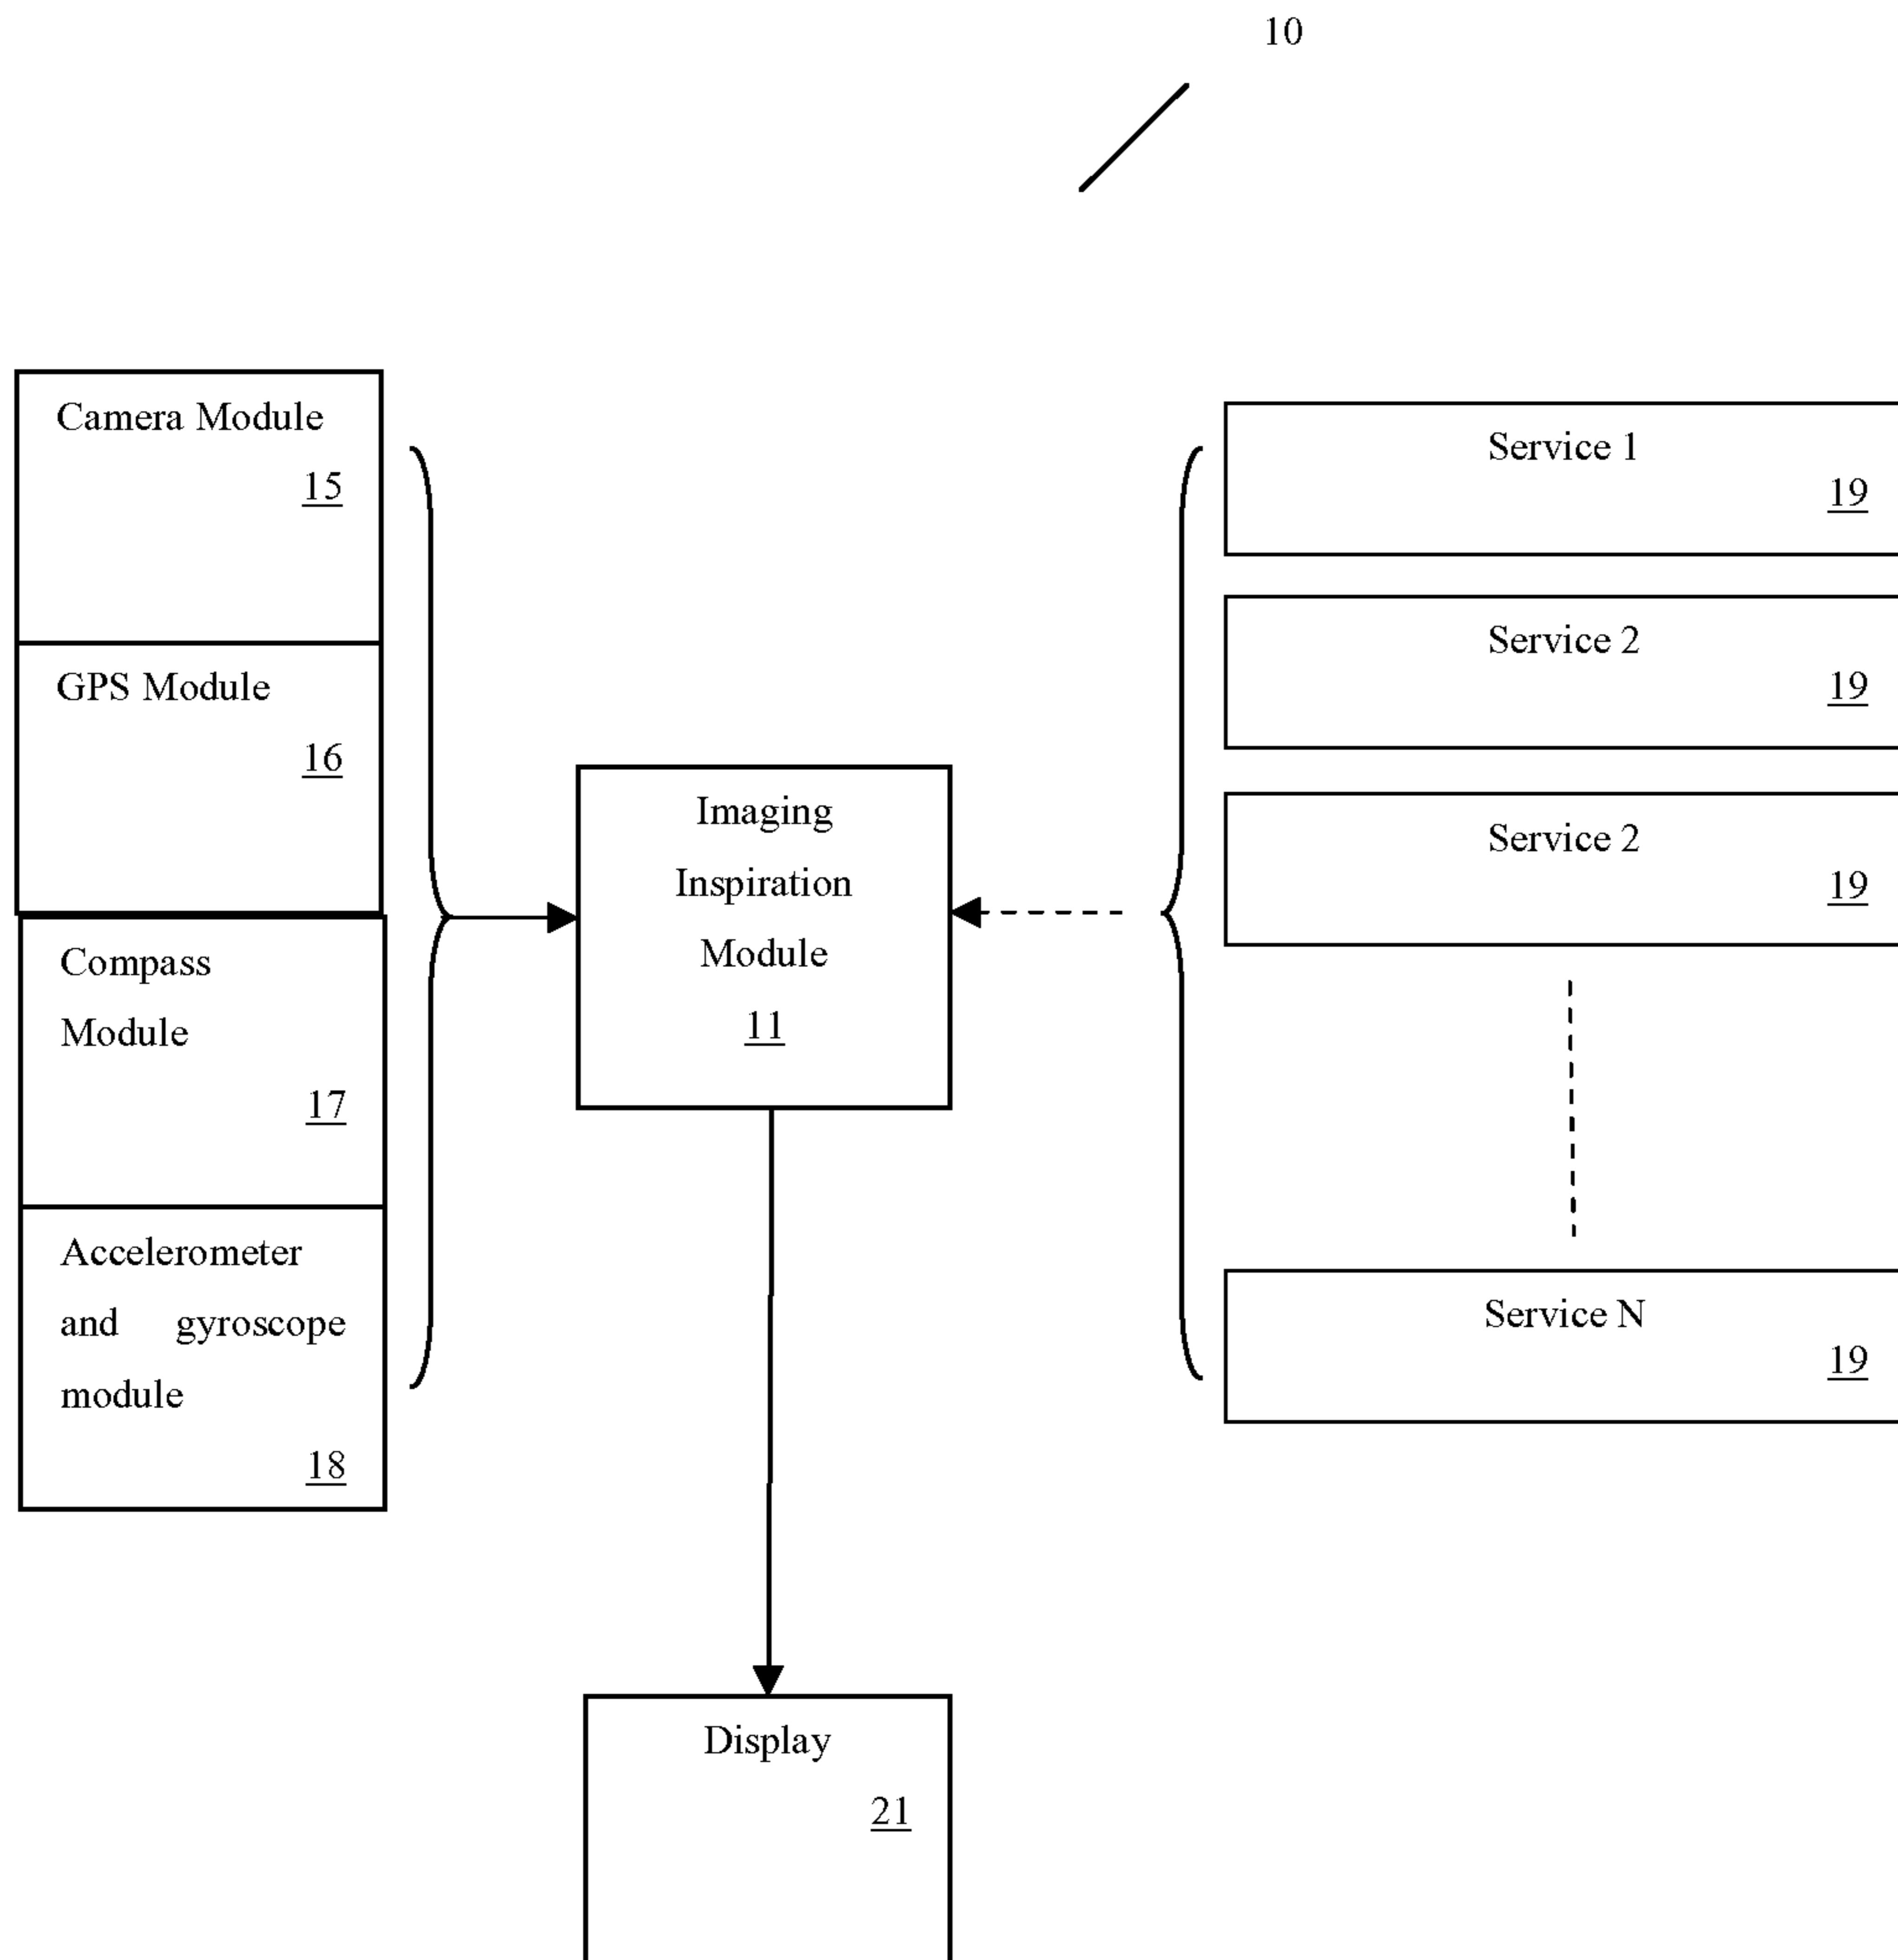 10
Camera Module
15
GPS Module
16
Compass
Module
17
Accelerometer
and gyroscope
module
18
Imaging
Inspiration
Module
11
Service 1
19
Service 2
19
Service 2
19
Service N
19
Display
21